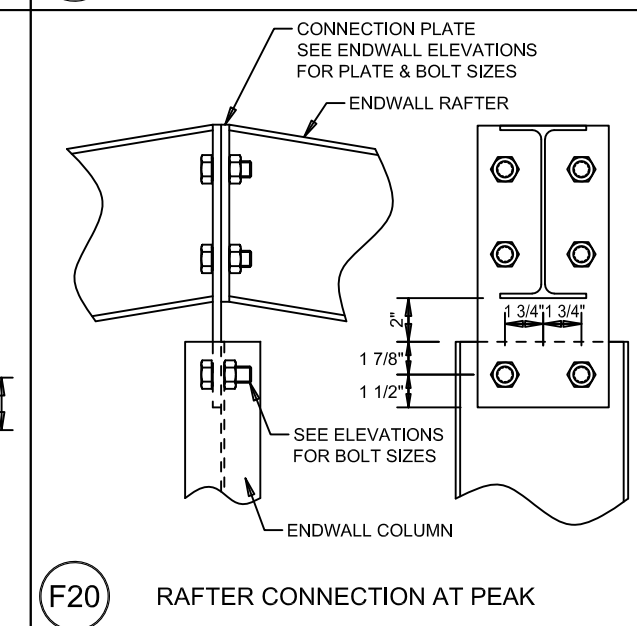 CONNECTION PLATE
SEE ENDWALL ELEVATIONS
FOR PLATE & BOLT SIZES
ENDWALL RAFTER
1 3/4" 1 3/4"
2"
1 7/8"
1 1/2"
SEE ELEVATIONS
FOR BOLT SIZES
ENDWALL COLUMN
F20 RAFTER CONNECTION AT PEAK